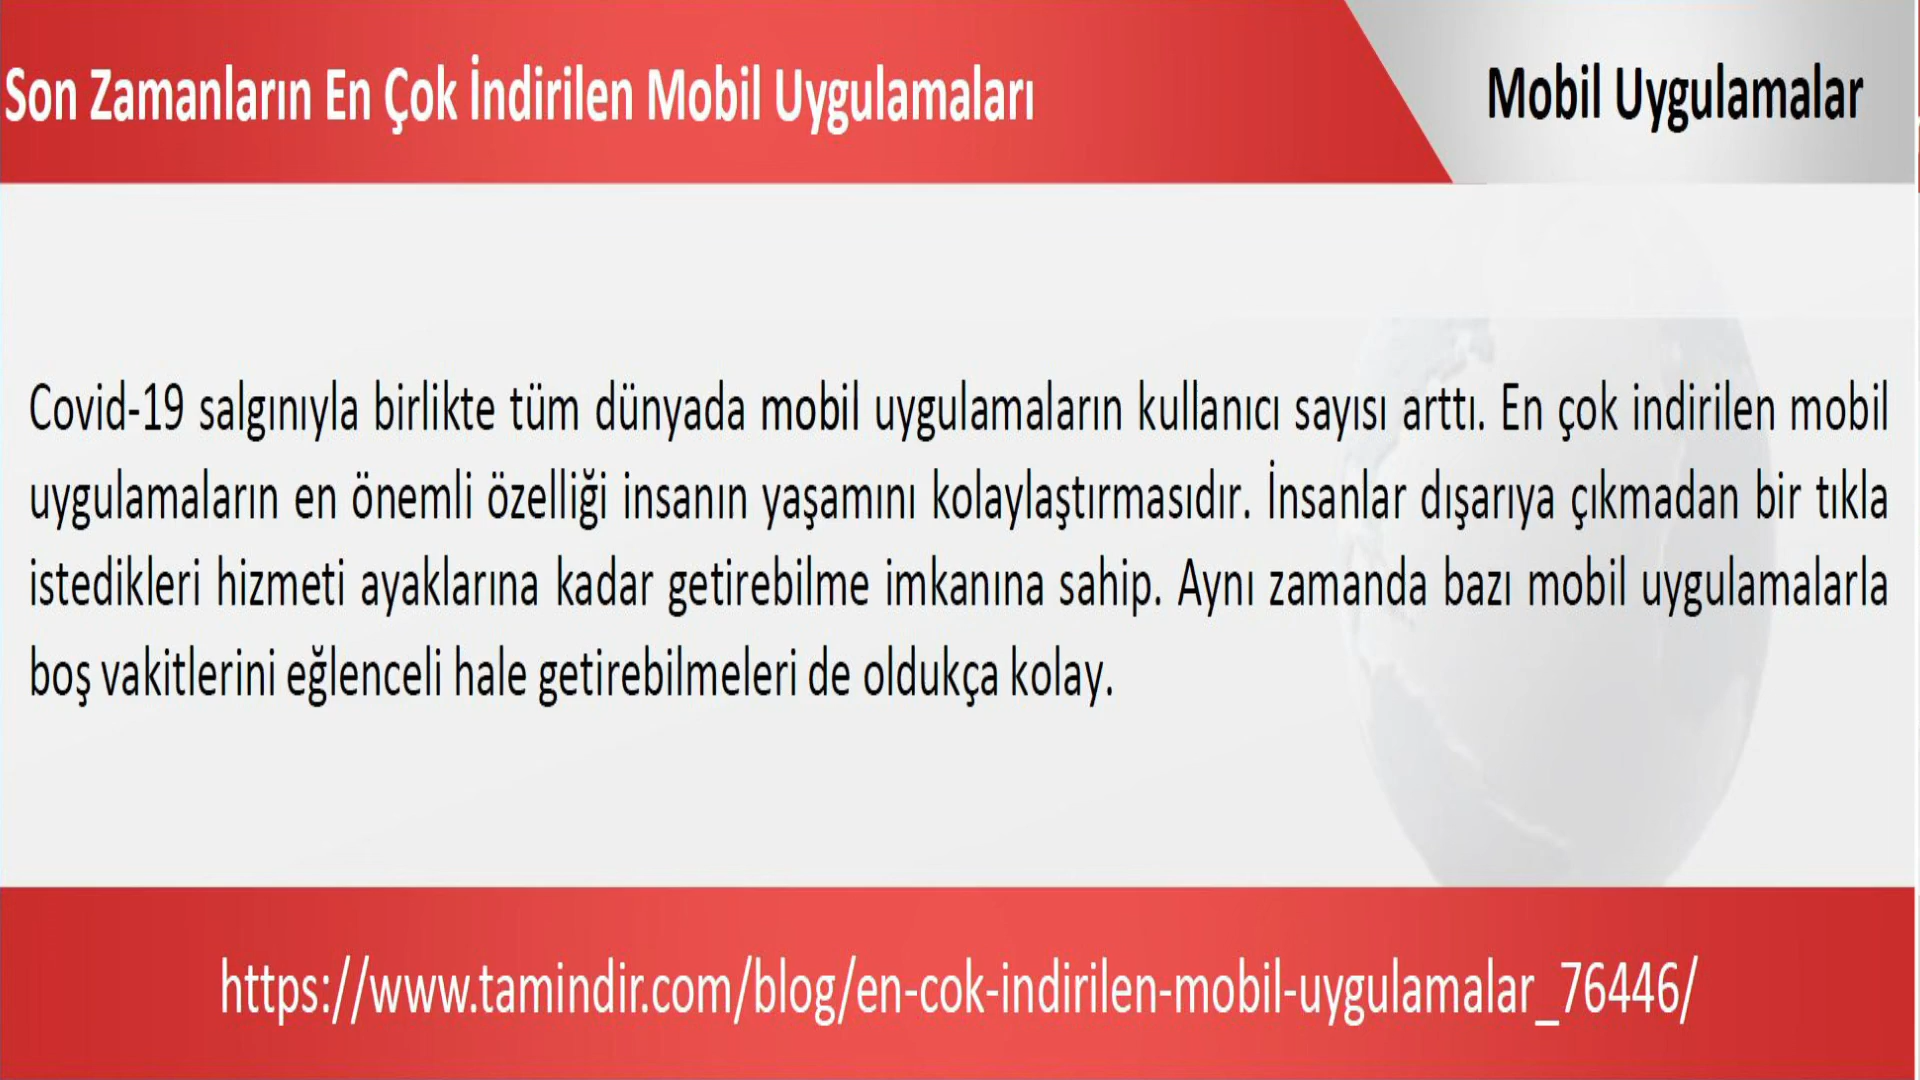 Son Zamanların En Çok İndirilen Mobil Uygulamaları
Mobil Uygulamalar
Covid-19 salgınıyla birlikte tüm dünyada mobil uygulamaların kullanıcı sayısı arttı. En çok indirilen mobil
uygulamaların en önemli özelliği insanın yaşamını kolaylaştırmasıdır. İnsanlar dışarıya çıkmadan bir tıkla
istedikleri hizmeti ayaklarına kadar getirebilme imkanına sahip. Aynı zamanda bazı mobil uygulamalarla
boş vakitlerini eğlenceli hale getirebilmeleri de oldukça kolay.
https://www.tamindir.com/blog/en-cok-indirilen-mobil-uygulamalar_76446/